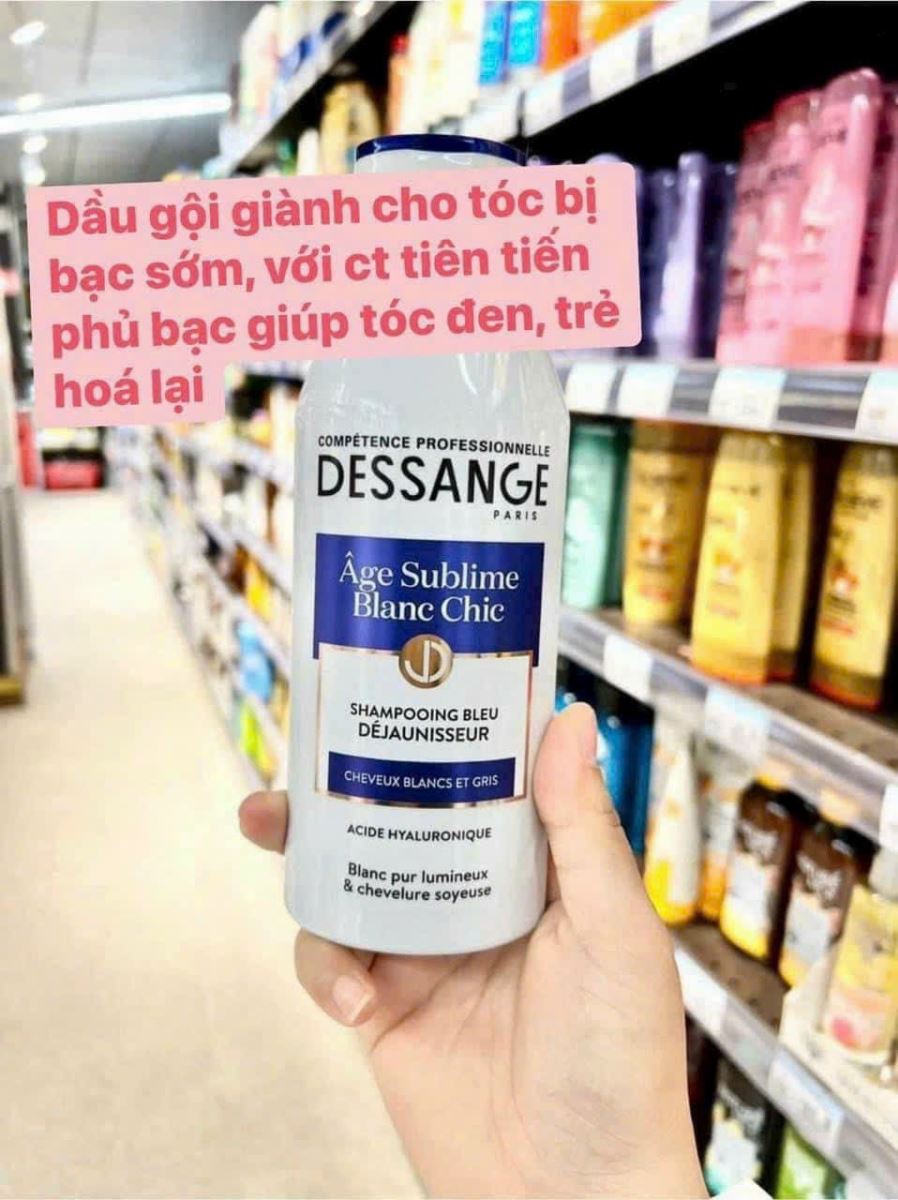 Dầu gội giành cho tóc bị
bạc sớm, với ct tiên tiến
phủ bạc giúp tóc đen, trẻ
hoá lại
COMPÉTENCE PROFESSIONNELLE
DESSANGE
PARIS
Âge Sublime
Blanc Chic
JD
SHAMPOOING BLEU
DÉJAUNISSEUR
CHEVEUX BLANCS ET GRIS
ACIDE HYALURONIQUE
Blanc pur lumineux
& chevelure soyeuse